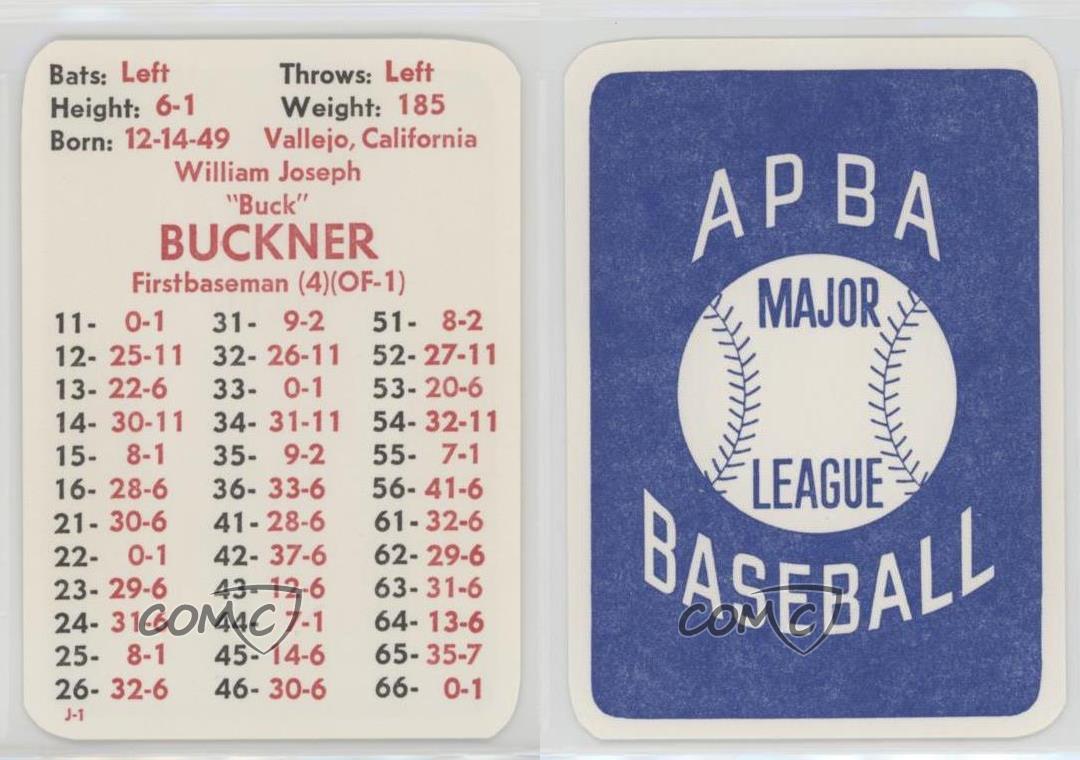 Bats: Left Throws: Left
Height: 6-1 Weight: 185
Born: 12-14-49 Vallejo, California
William Joseph
"Buck"
BUCKNER
Firstbaseman (4)(OF-1)
11- 0-1 31- 9-2 51- 8-2
12- 25-11 32- 26-11 52- 27-11
13- 22-6 33- 0-1 53- 20-6
14- 30-11 34- 31-11 54- 32-11
15- 8-1 35- 9-2 55- 7-1
16- 28-6 36- 33-6 56- 41-6
21- 30-6 41- 28-6 61- 32-6
22- 0-1 42- 37-6 62- 29-6
23- 29-6 43- 12-6 63- 31-6
24- 31-6 44- 7-1 64- 13-6
25- 8-1 45- 14-6 65- 35-7
26- 32-6 46- 30-6 66- 0-1
J-1
COMC
APBA
MAJOR
LEAGUE
BASEBALL
COMC